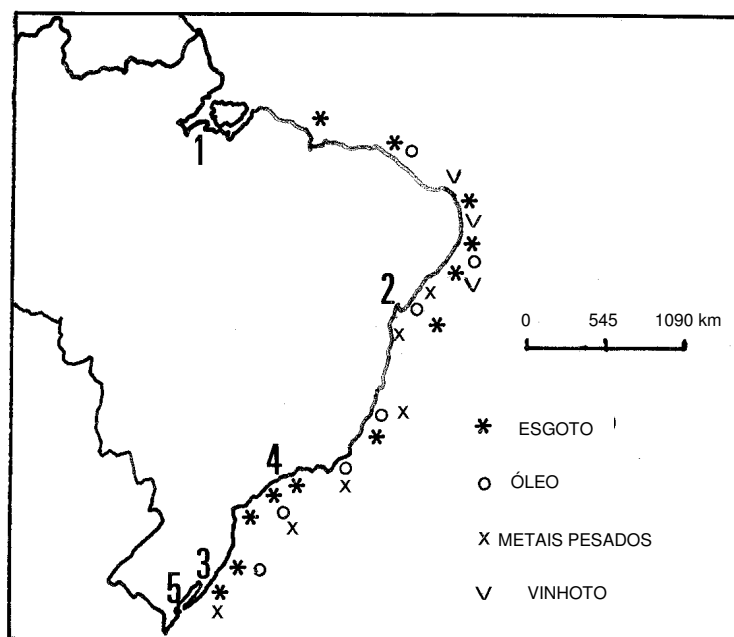 1
2
0 545 1090 km
* ESGOTO
O ÓLEO
4
X METAIS PESADOS
3
5
V VINHOTO